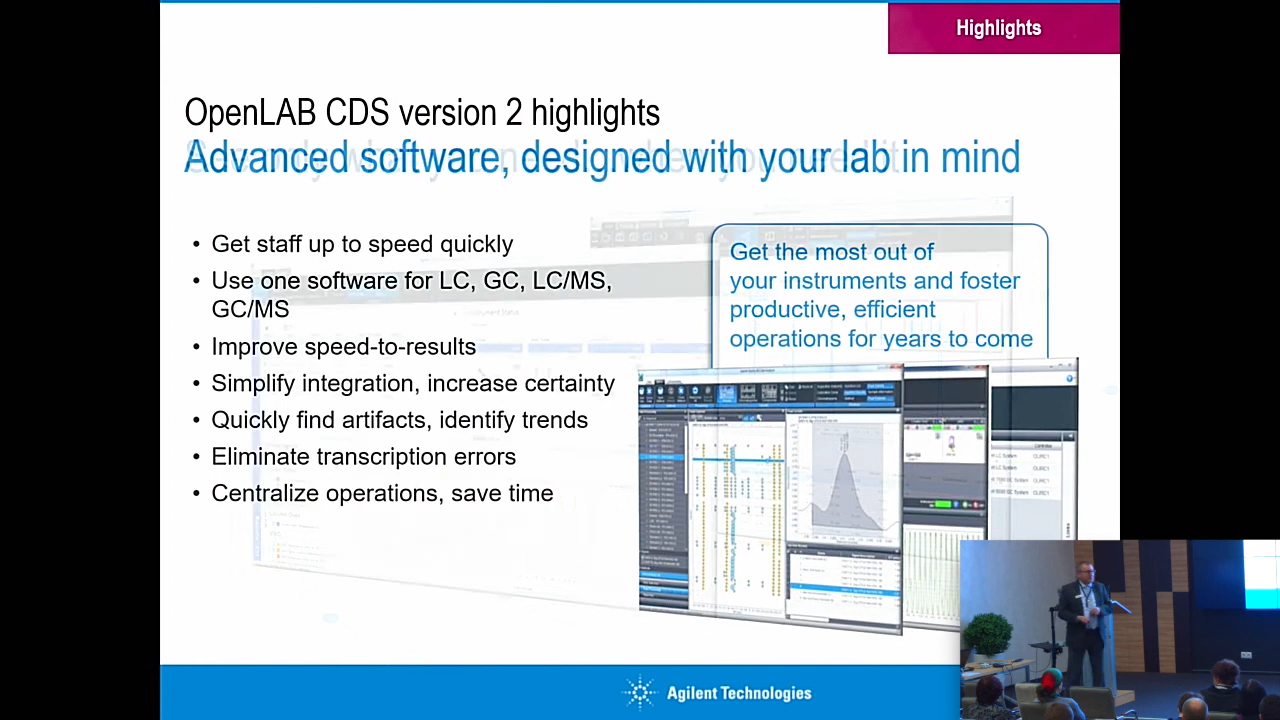 Highlights
OpenLAB CDS version 2 highlights
Advanced software, designed with your lab in mind
• Get staff up to speed quickly
• Use one software for LC, GC, LC/MS,
GC/MS
• Improve speed-to-results
• Simplify integration, increase certainty
• Quickly find artifacts, identify trends
• Eliminate transcription errors
• Centralize operations, save time
Get the most out of
your instruments and foster
productive, efficient
operations for years to come
Agilent Technologies